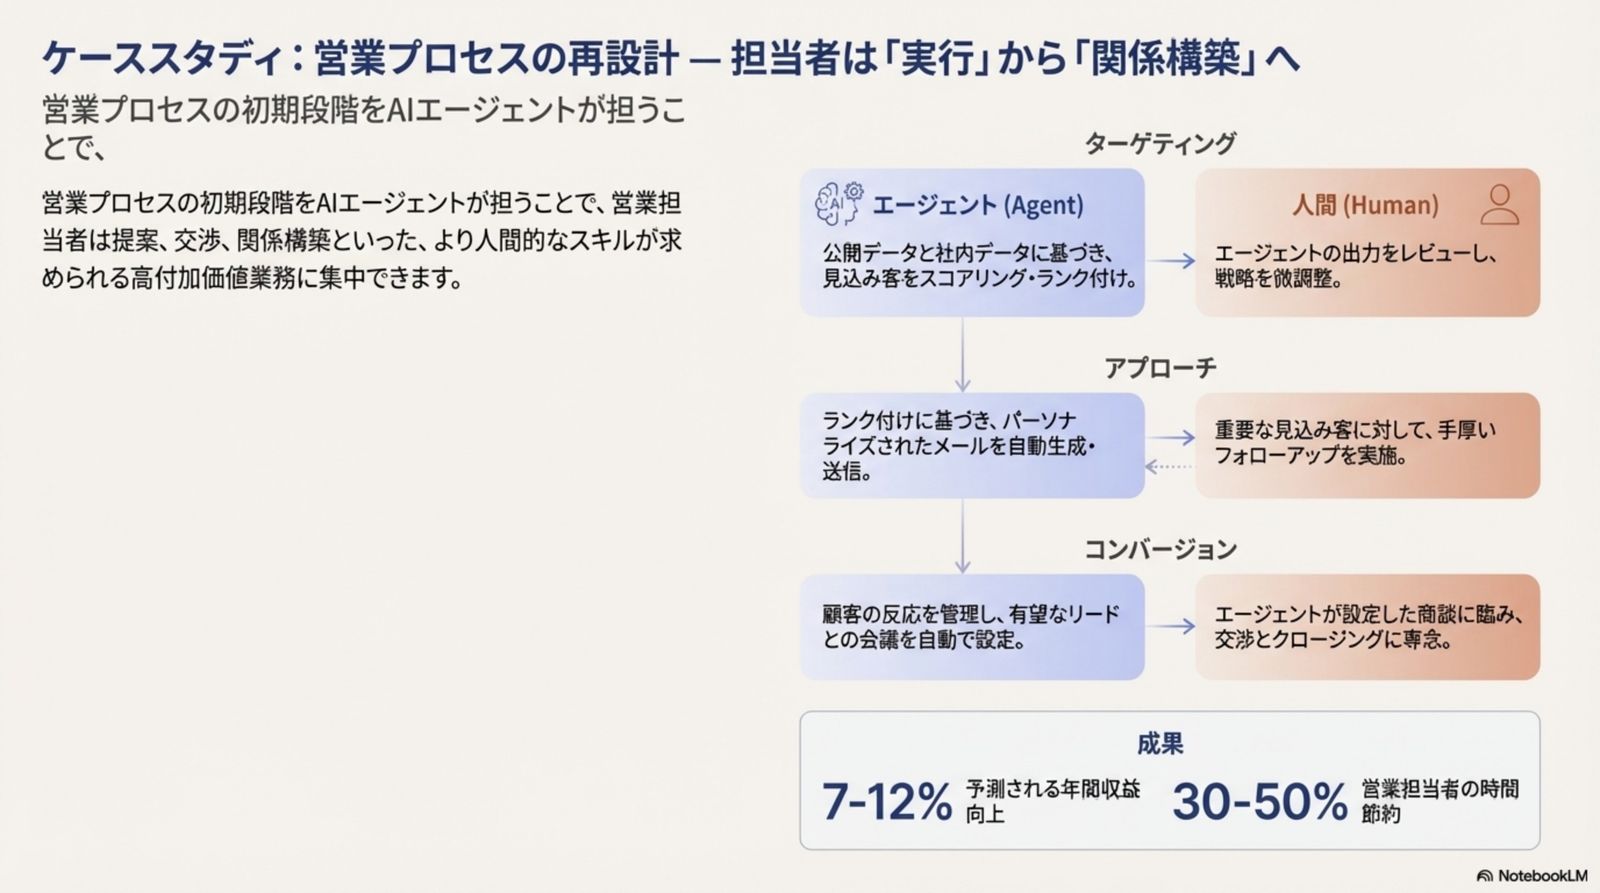 ケーススタディ：営業プロセスの再設計 — 担当者は「実行」から「関係構築」へ
営業プロセスの初期段階をAIエージェントが担うこ
とで、
営業プロセスの初期段階をAIエージェントが担うことで、営業担
当者は提案、交渉、関係構築といった、より人間的なスキルが求
められる高付加価値業務に集中できます。
ターゲティング
AI
エージェント (Agent)
公開データと社内データに基づき、
見込み客をスコアリング・ランク付け。
人間 (Human)
エージェントの出力をレビューし、
戦略を微調整。
アプローチ
ランク付けに基づき、パーソナ
ライズされたメールを自動生成・
送信。
重要な見込み客に対して、手厚い
フォローアップを実施。
コンバージョン
顧客の反応を管理し、有望なリード
との会議を自動で設定。
エージェントが設定した商談に臨み、
交渉とクロージングに専念。
成果
7-12%
予測される年間収益
向上
30-50%
営業担当者の時間
節約
NotebookLM